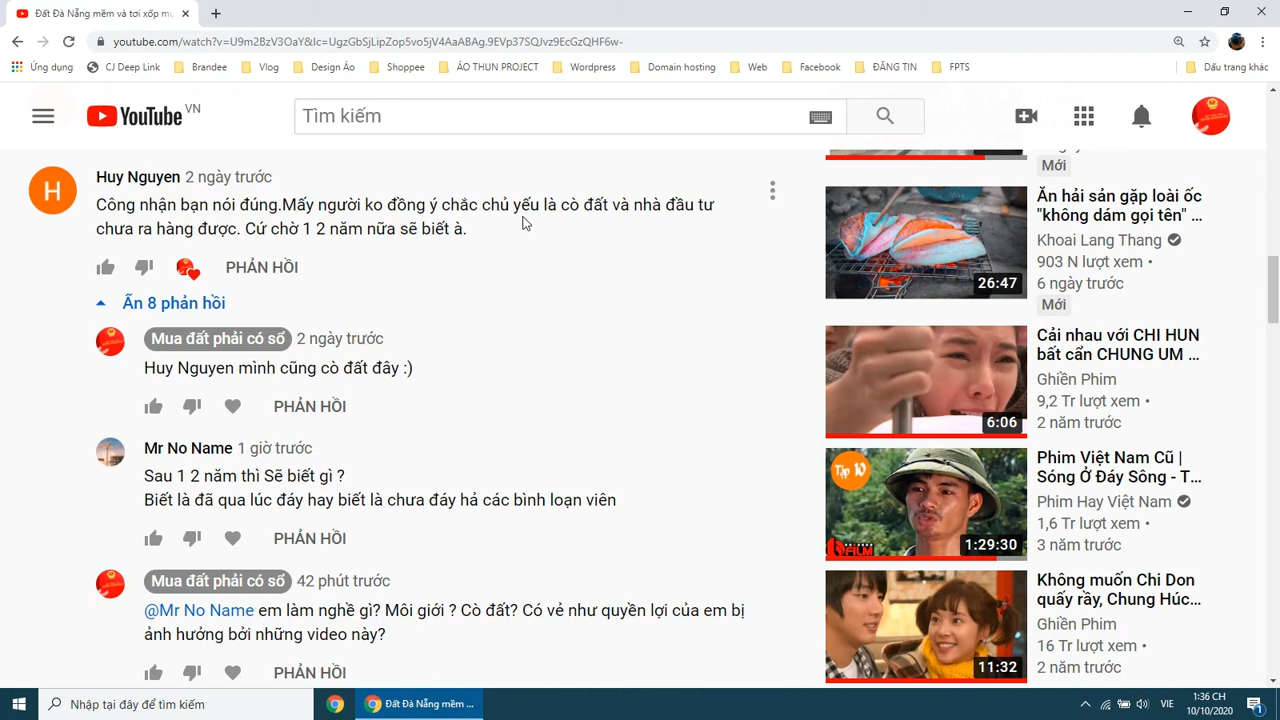 Đất Đà Nẵng mềm và tơi xốp mư
youtube.com/watch?v=U9m2BzV3OaY&lc=UgzGbSjLipZop5vo5jV4AaABAg.9EVp37SQJvz9EcGzQHF6w-
Ứng dụng CJ Deep Link Brandee Vlog Design Áo Shoppee ÁO THUN PROJECT Wordpress Domain hosting Web Facebook ĐĂNG TIN FPTS Dấu trang khác
YouTube VN
Tìm kiếm
Huy Nguyen 2 ngày trước
Công nhận bạn nói đúng.Mấy người ko đồng ý chắc chủ yếu là cò đất và nhà đầu tư
chưa ra hàng được. Cứ chờ 1 2 năm nữa sẽ biết à.
PHẢN HỒI
Ẩn 8 phản hồi
Mua đất phải có sổ 2 ngày trước
Huy Nguyen mình cũng cò đất đây :)
PHẢN HỒI
Mr No Name 1 giờ trước
Sau 1 2 năm thì Sẽ biết gì ?
Biết là đã qua lúc đáy hay biết là chưa đáy hả các bình loạn viên
PHẢN HỒI
Mua đất phải có sổ 42 phút trước
@Mr No Name em làm nghề gì? Môi giới ? Cò đất? Có vẻ như quyền lợi của em bị
ảnh hưởng bởi những video này?
PHẢN HỒI
Mới
Ăn hải sản gặp loài ốc
"không dám gọi tên" ...
Khoai Lang Thang
903 N lượt xem •
6 ngày trước
Mới
26:47
Cải nhau với CHI HUN
bất cẩn CHUNG UM ...
Ghiền Phim
9,2 Tr lượt xem •
2 năm trước
6:06
Phim Việt Nam Cũ |
Sóng Ở Đáy Sông - T...
Phim Hay Việt Nam
1,6 Tr lượt xem •
3 năm trước
Tập 10
FILM
1:29:30
Không muốn Chi Don
quấy rầy, Chung Húc...
Ghiền Phim
16 Tr lượt xem •
2 năm trước
11:32
Nhập tại đây để tìm kiếm
Đất Đà Nẵng mềm ...
VIE
1:36 CH
10/10/2020
1